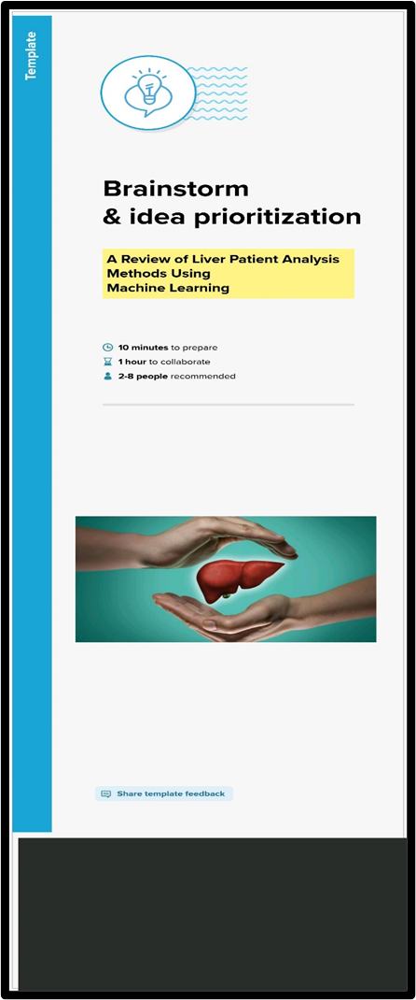 Template
Brainstorm
& idea prioritization
A Review of Liver Patient Analysis
Methods Using
Machine Learning
10 minutes to prepare
1 hour to collaborate
2-8 people recommended
Share template feedback